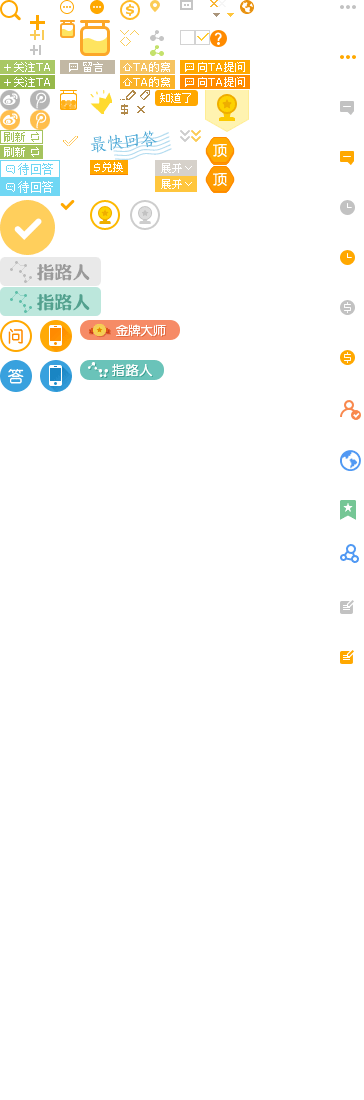 +关注TA
留言
TA的窝
向TA提问
+关注TA
TA的窝
向TA提问
知道了
刷新
刷新
最快回答
顶
待回答
$兑换
展开
待回答
展开
顶
指路人
指路人
问
金牌大师
答
指路人